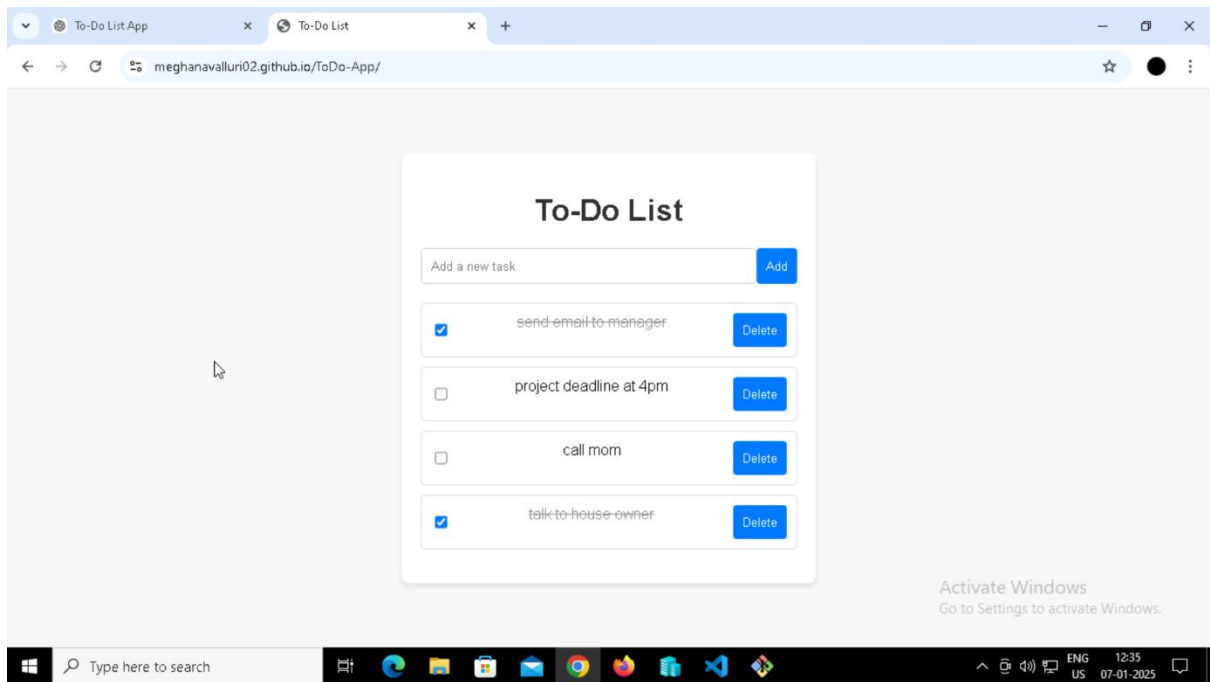 To-Do List App
To-Do List
meghanavalluri02.github.io/ToDo-App/
To-Do List
Add a new task
Add
send email to manager
Delete
project deadline at 4pm
Delete
call mom
Delete
talk to house owner
Delete
Activate Windows
Go to Settings to activate Windows.
Type here to search
ENG
US
12:35
07-01-2025